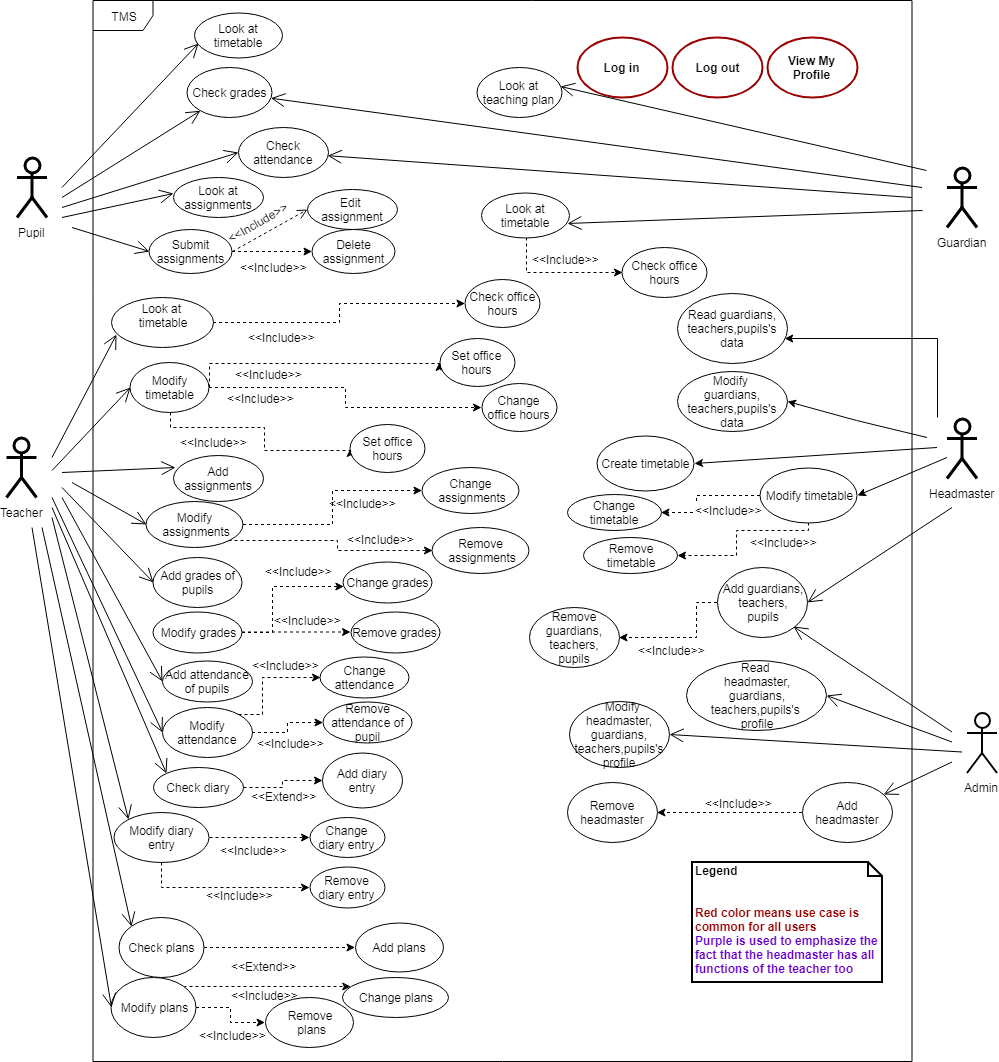 TMS
Look at
timetable
Log in
Log out
View My
Profile
Check grades
Look at
teaching plan
Check
attendance
Pupil
Look at
assignments
Guardian
Edit
assignment
Look at
timetable
<<Include>>
Submit
assignments
Delete
assignment
<<Include>>
<<Include>>
Check office
hours
Look at
timetable
Check office
hours
<<Include>>
Read guardians,
teachers,pupils's
data
Modify
timetable
Set office
hours
<<Include>>
<<Include>>
Change
office hours
Modify
guardians,
teachers,pupils's
data
<<Include>>
Set office
hours
Create timetable
Headmaster
Teacher
Add
assignments
Change
assignments
<<Include>>
Modify timetable
Change
timetable
<<Include>>
Modify
assignments
<<Include>>
Remove
assignments
Remove
timetable
<<Include>>
Add grades of
pupils
<<Include>>
Change grades
Add guardians,
teachers,
pupils
Modify grades
<<Include>>
Remove grades
Remove
guardians,
teachers,
pupils
<<Include>>
Add attendance
of pupils
<<Include>>
Change
attendance
Read
headmaster,
guardians,
teachers,pupils's
profile
Modify
attendance
<<Include>>
Remove
attendance of
pupil
Modify
headmaster,
guardians,
teachers,pupils's
profile
Check diary
<<Extend>>
Add diary
entry
Admin
Remove
headmaster
<<Include>>
Add
headmaster
Modify diary
entry
<<Include>>
Change
diary entry
<<Include>>
Remove
diary entry
Legend
Red color means use case is
common for all users
Purple is used to emphasize the
fact that the headmaster has all
functions of the teacher too
Check plans
<<Extend>>
Add plans
Modify plans
<<Include>>
Change plans
<<Include>>
Remove
plans